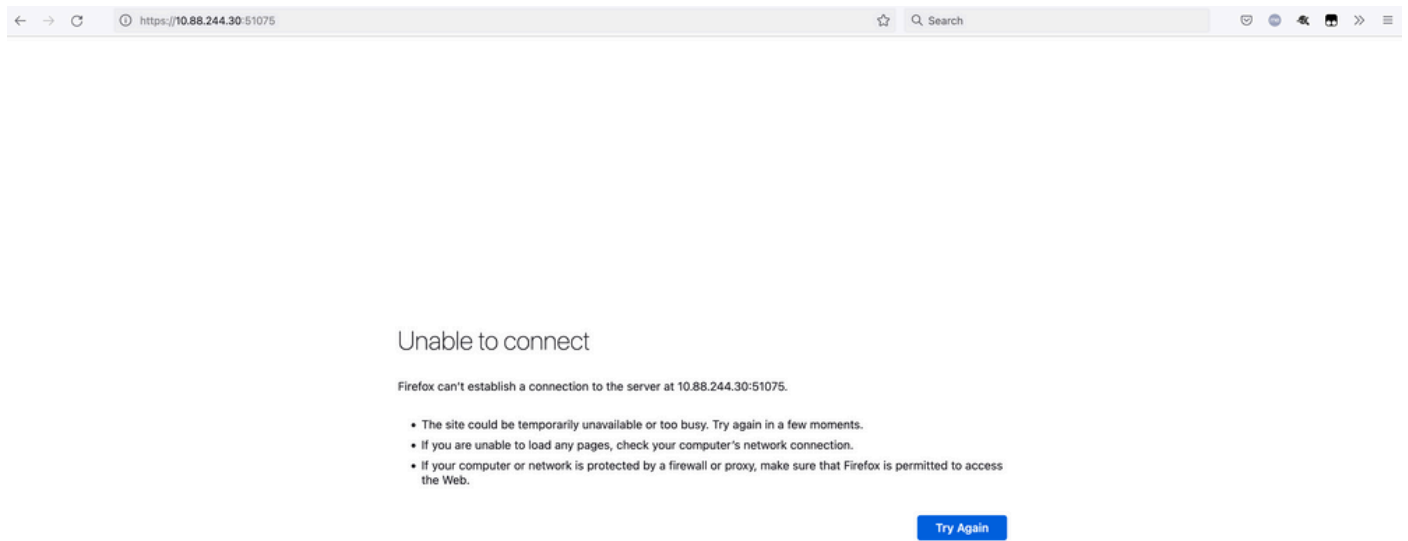 https://10.88.244.30:51075
Search
Unable to connect
Firefox can't establish a connection to the server at 10.88.244.30:51075.
• The site could be temporarily unavailable or too busy. Try again in a few moments.
• If you are unable to load any pages, check your computer's network connection.
• If your computer or network is protected by a firewall or proxy, make sure that Firefox is permitted to access
the Web.
Try Again